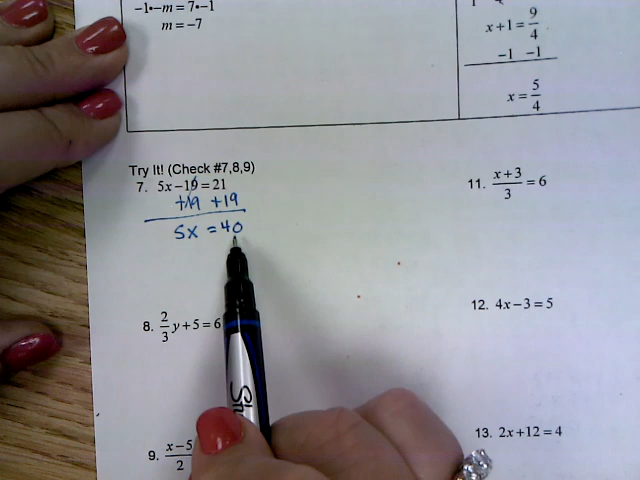 -1•-m = 7•-1
m = -7
x+1 = 9/4
-1 -1
x = 5/4
Try It! (Check #7,8,9)
7. 5x-19=21
+19 +19
5x = 40
8. 2/3 y+5=6
9. x-5/2
11. x+3/3 = 6
12. 4x-3=5
13. 2x+12=4